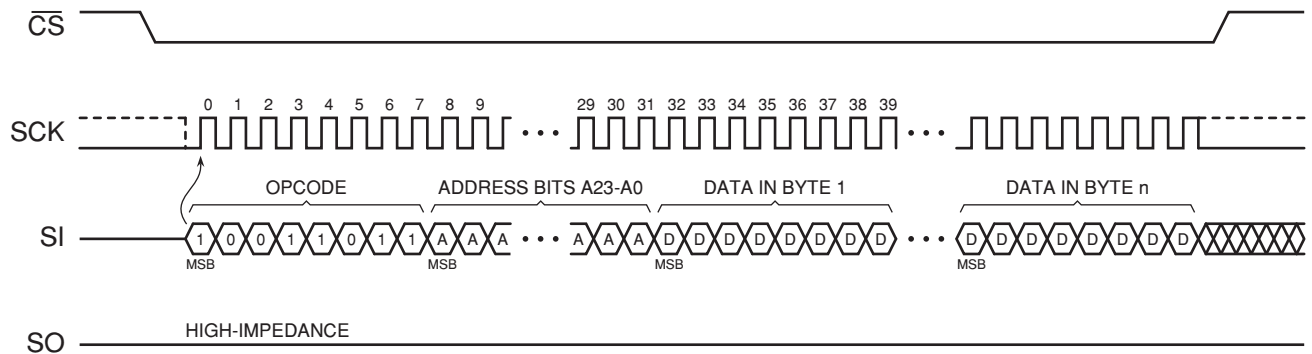 CS
0 1 2 3 4 5 6 7 8 9 29 30 31 32 33 34 35 36 37 38 39
SCK
OPCODE ADDRESS BITS A23-A0 DATA IN BYTE 1 DATA IN BYTE n
SI 1 0 0 1 1 0 1 1 A A A A A A D D D D D D D D D D D D D D D D
MSB MSB MSB MSB
HIGH-IMPEDANCE
SO